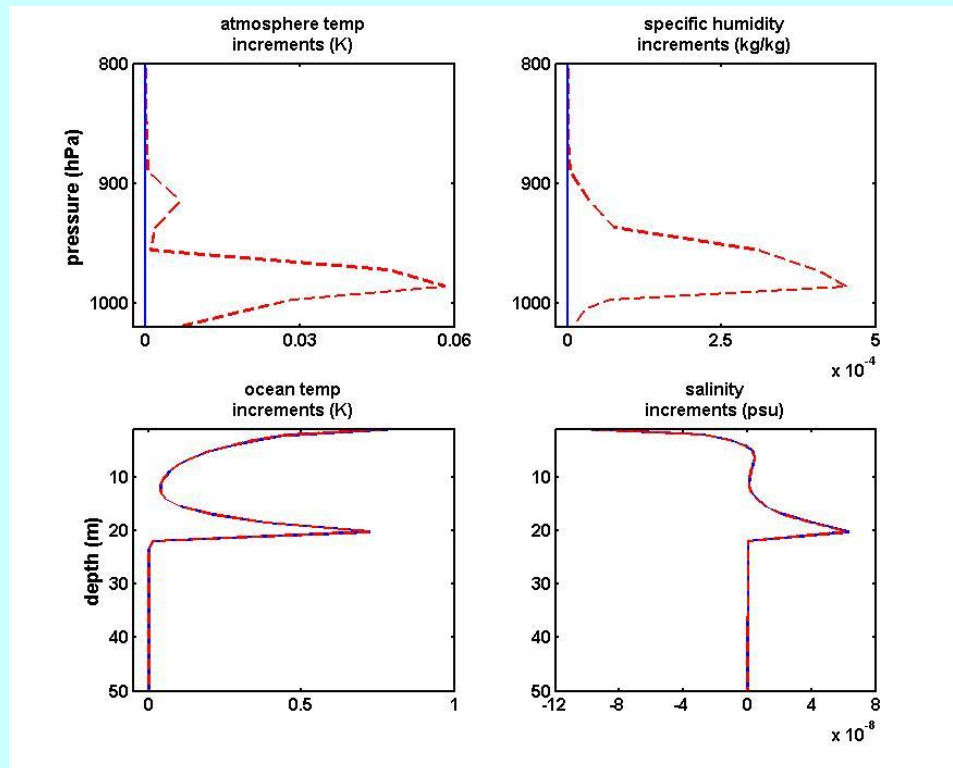 atmosphere temp
increments (K)
specific humidity
increments (kg/kg)
800
900
1000
pressure (hPa)
0
0.03
0.06
800
900
1000
0
2.5
5
x 10⁻⁴
ocean temp
increments (K)
salinity
increments (psu)
10
20
30
40
50
depth (m)
0
0.5
1
10
20
30
40
50
-12
-8
-4
0
4
8
x 10⁻⁸